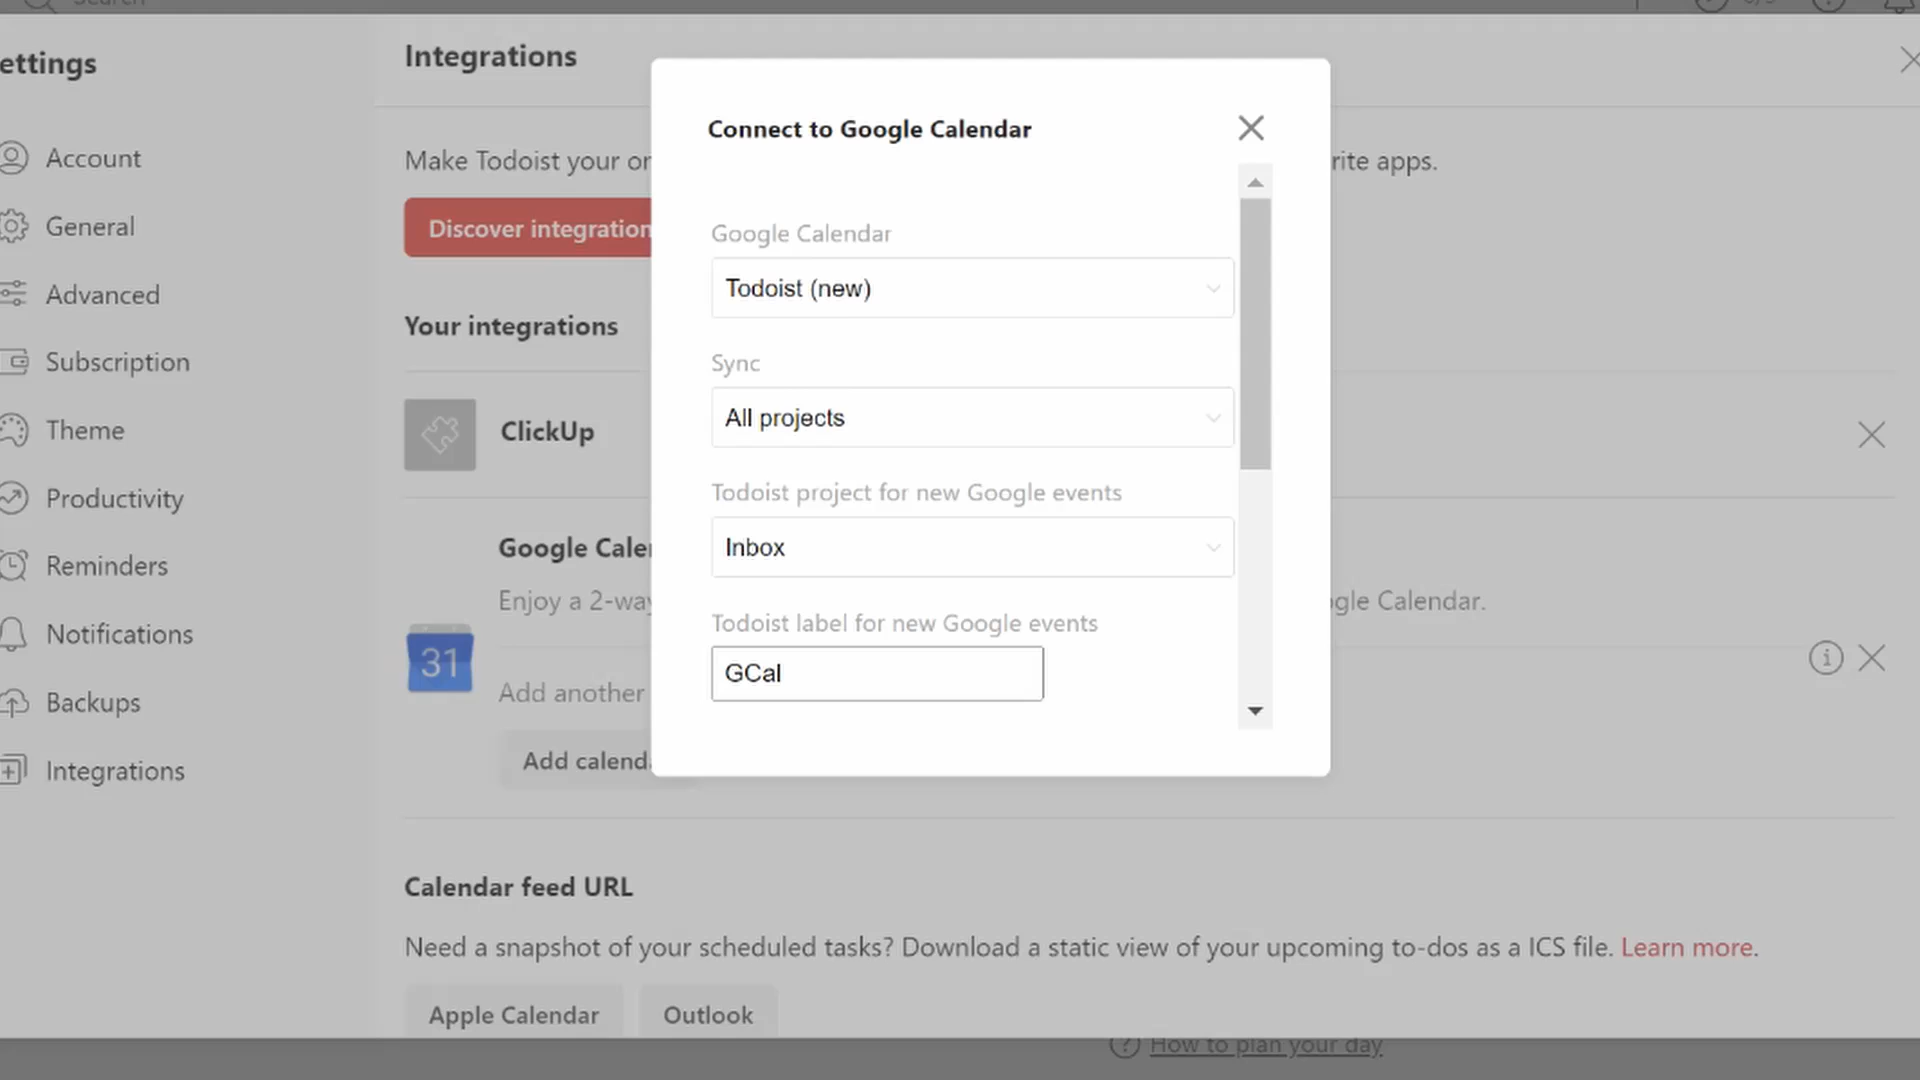 Search
ettings
Account
General
Advanced
Subscription
Theme
Productivity
Reminders
Notifications
Backups
Integrations
Integrations
Make Todoist your
rite apps.
Discover integration
Your integrations
ClickUp
Google Cale
Enjoy a 2-way
gle Calendar.
31
Add another
Add calend
Connect to Google Calendar
Google Calendar
Todoist (new)
Sync
All projects
Todoist project for new Google events
Inbox
Todoist label for new Google events
GCal
Calendar feed URL
Need a snapshot of your scheduled tasks? Download a static view of your upcoming to-dos as a ICS file. Learn more.
Apple Calendar
Outlook
How to plan your day